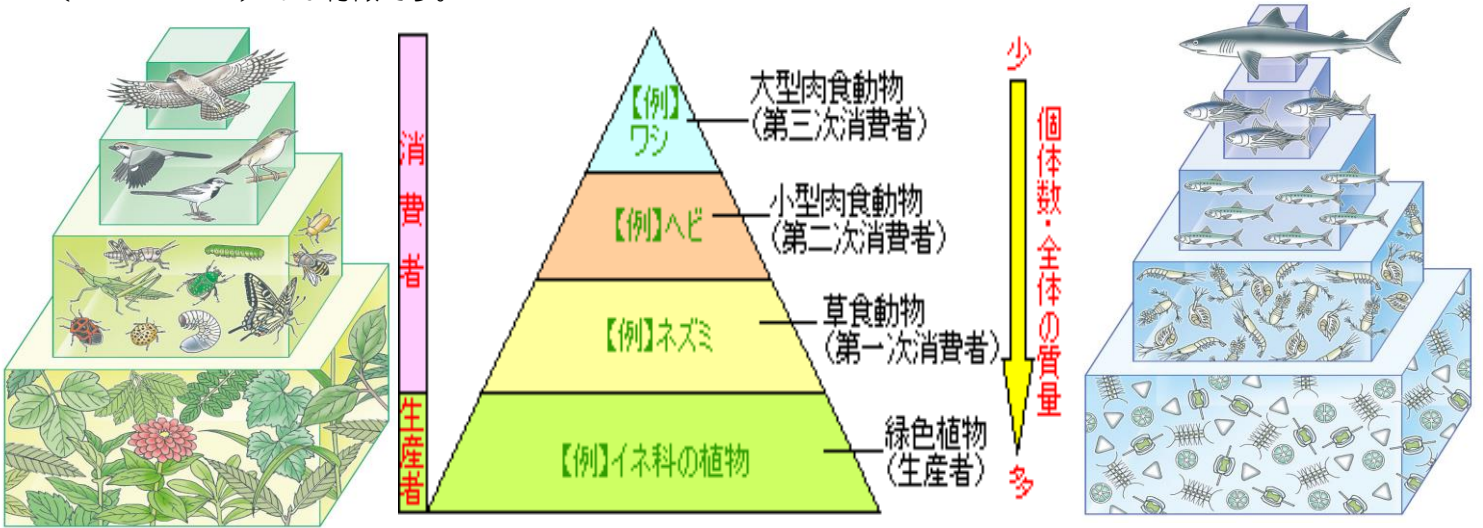 消費者
生産者
【例】
ワシ
大型肉食動物
(第三次消費者)
【例】ヘビ
小型肉食動物
(第二次消費者)
【例】ネズミ
草食動物
(第一次消費者)
【例】イネ科の植物
緑色植物
(生産者)
少
個体数・全体の質量
多